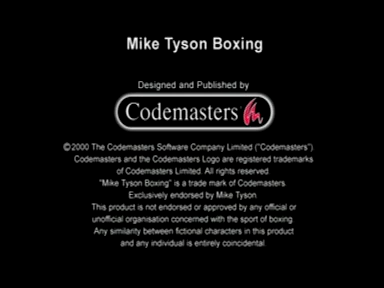 Mike Tyson Boxing
Designed and Published by
Codemasters
©2000 The Codemasters Software Company Limited ("Codemasters").
Codemasters and the Codemasters Logo are registered trademarks
of Codemasters Limited. All rights reserved.
"Mike Tyson Boxing" is a trade mark of Codemasters
Exclusively endorsed by Mike Tyson.
This product is not endorsed or approved by any official or
unofficial organisation concerned with the sport of boxing.
Any similarity between fictional characters in this product
and any individual is entirely coincidental.